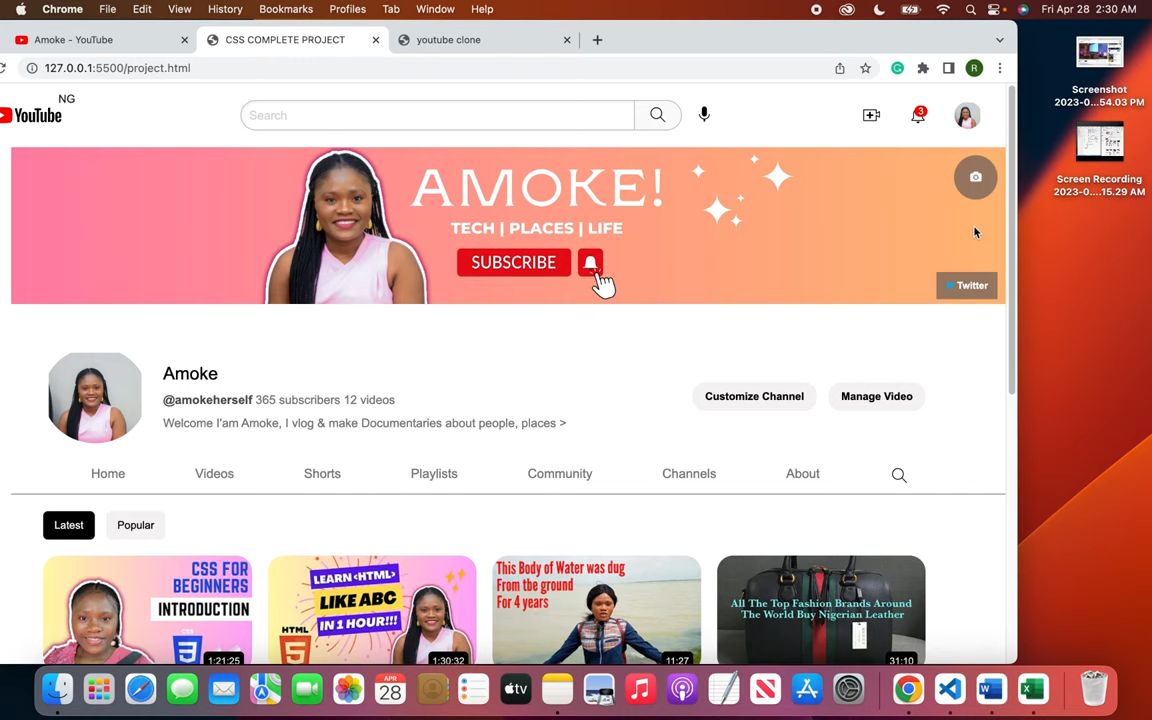 Chrome File Edit View History Bookmarks Profiles Tab Window Help Fri Apr 28 2:30 AM
Amoke - YouTube CSS COMPLETE PROJECT youtube clone
127.0.0.1:5500/project.html R
Screenshot
2023-0...54.03 PM
Screen Recording
2023-0....15.29 AM
YouTube NG
Search
3
AMOKE!
TECH | PLACES | LIFE
SUBSCRIBE
Twitter
Amoke
@amokeherself 365 subscribers 12 videos
Welcome I'am Amoke, I vlog & make Documentaries about people, places >
Customize Channel Manage Video
Home Videos Shorts Playlists Community Channels About
Latest Popular
CSS FOR
BEGINNERS
INTRODUCTION
CSS
1:21:25
LEARN <HTML>
LIKE ABC
IN 1 HOUR!!!
HTML
1:30:32
This Body of Water was dug
From the ground
For 4 years
11:27
All The Top Fashion Brands Around
The World Buy Nigerian Leather
31:10
APR
28
tv